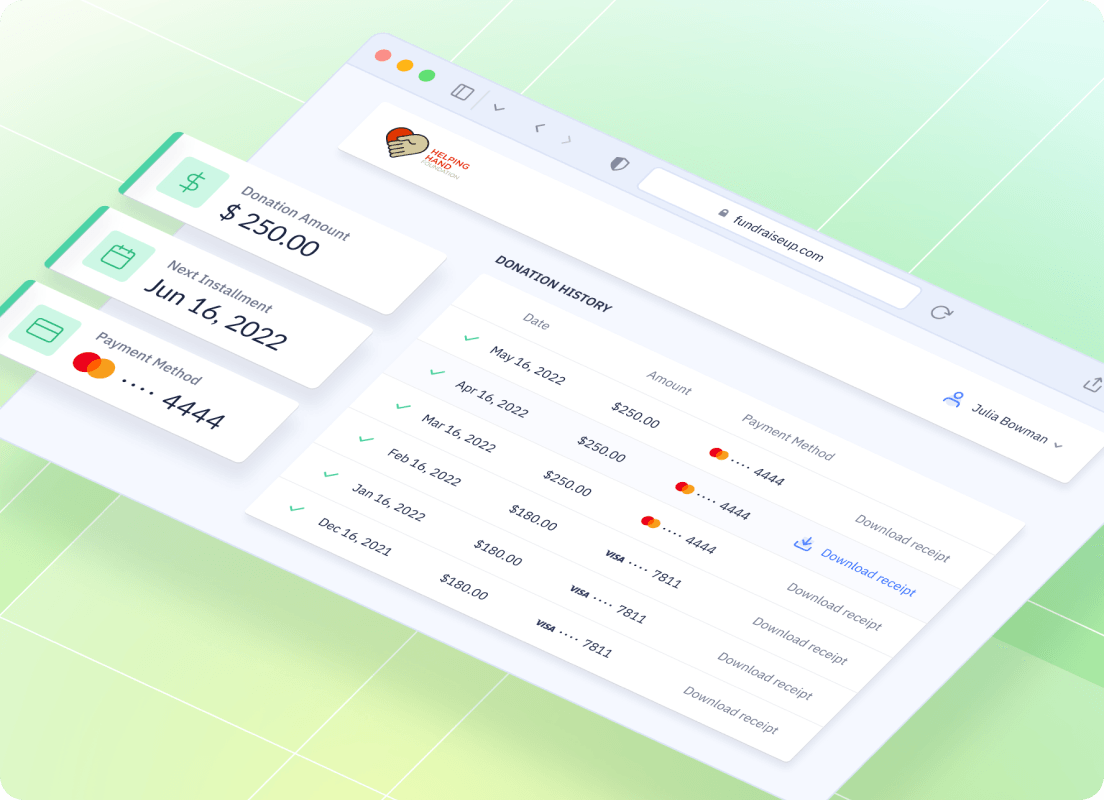 HELPING
HAND
FOUNDATION
fundraiseup.com
Julia Bowman
Donation Amount
$ 250.00
Next Installment
Jun 16, 2022
Payment Method
•••• 4444
DONATION HISTORY
Date Amount Payment Method
May 16, 2022 $250.00 •••• 4444 Download receipt
Apr 16, 2022 $250.00 •••• 4444 Download receipt
Mar 16, 2022 $250.00 •••• 4444 Download receipt
Feb 16, 2022 $180.00 VISA •••• 7811 Download receipt
Jan 16, 2022 $180.00 VISA •••• 7811 Download receipt
Dec 16, 2021 $180.00 VISA •••• 7811 Download receipt